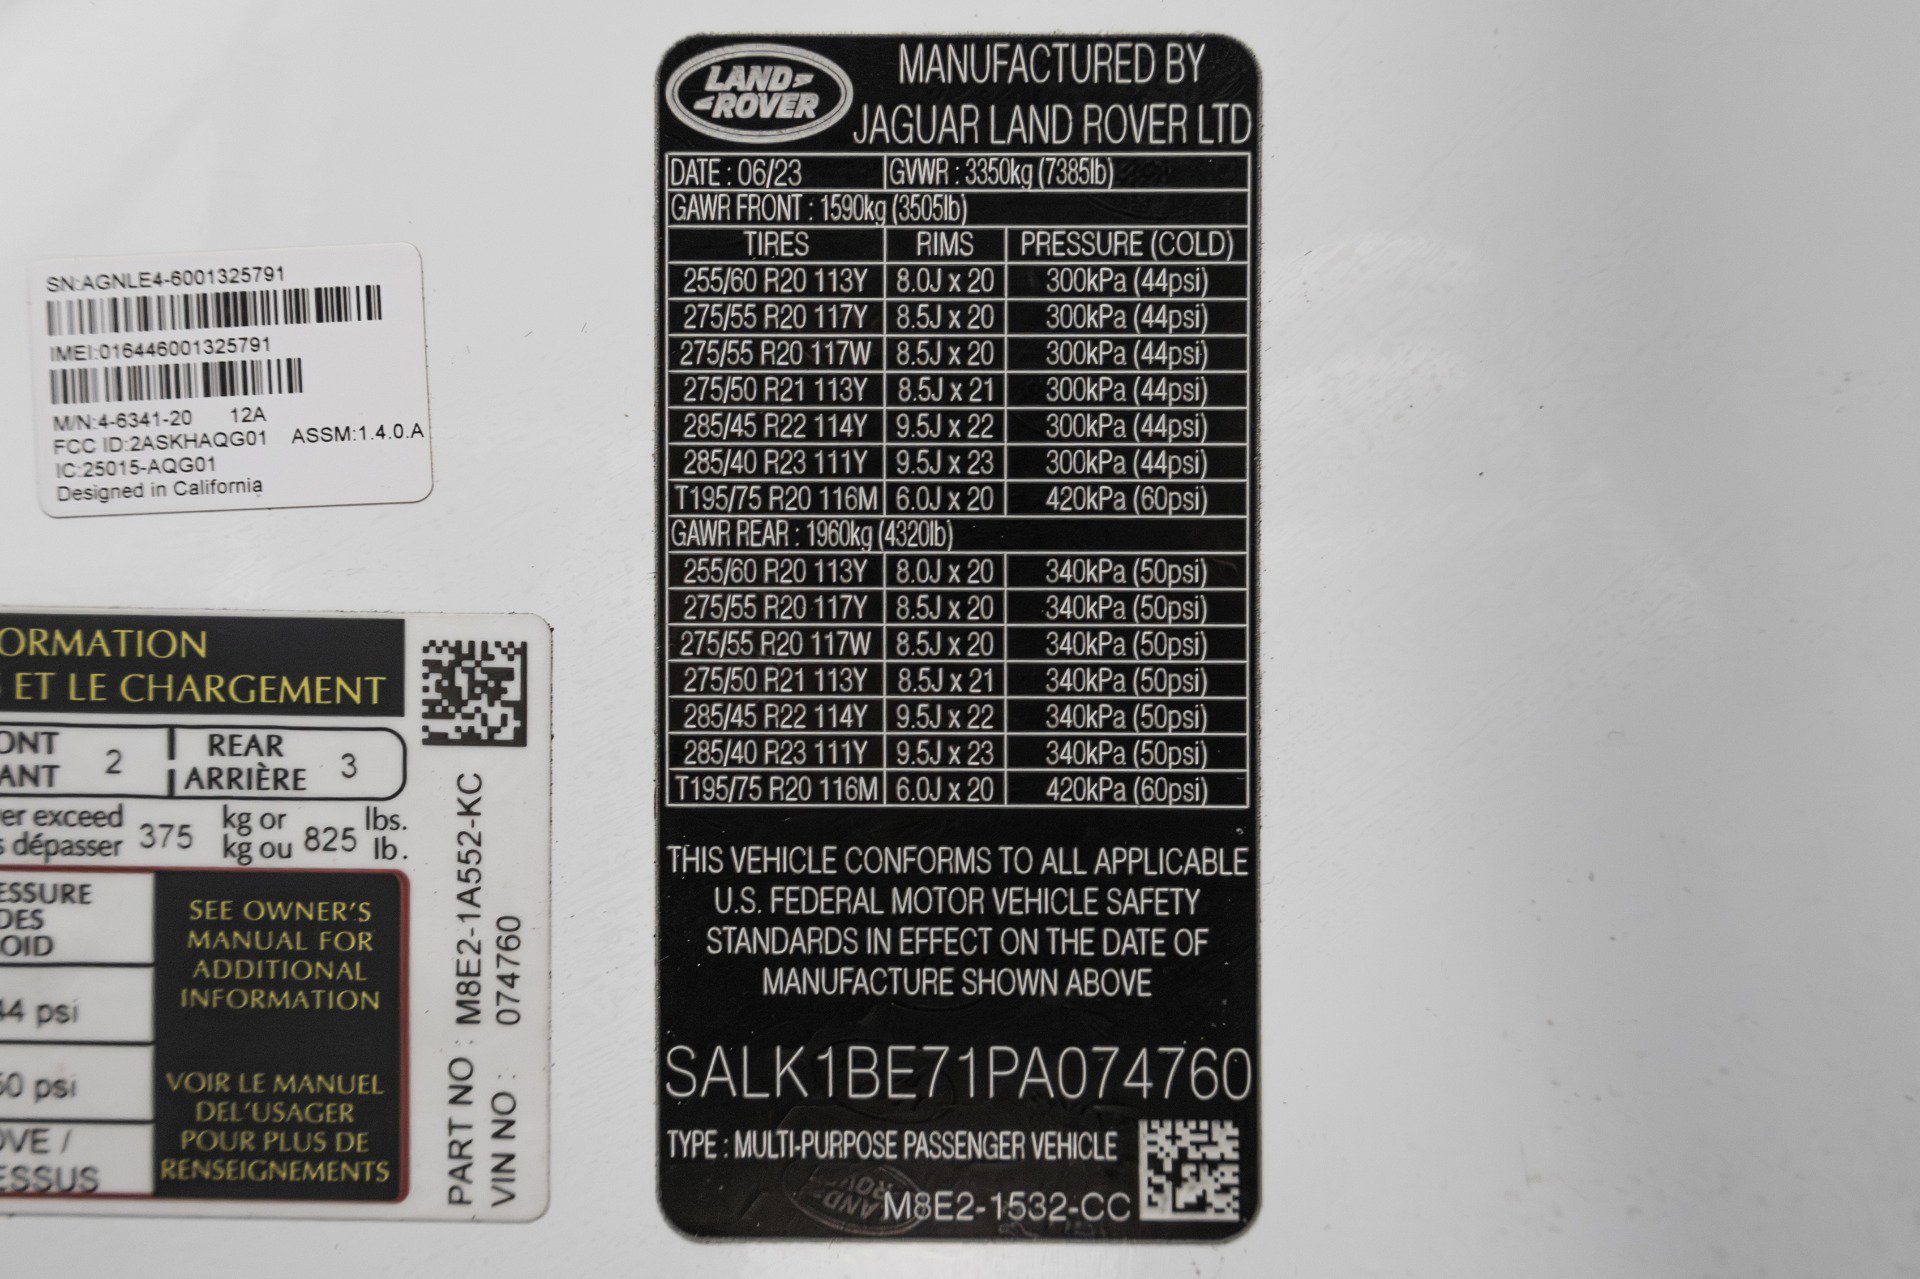 SN:AGNLE4-6001325791
IMEI:016446001325791
M/N:4-6341-20 12A
FCC ID:2ASKHAQG01 ASSM:1.4.0.A
IC:25015-AQG01
Designed in California
ORMATION
ET LE CHARGEMENT
ONT
ANT
2
REAR
ARRIÈRE
3
er exceed
dépasser
375
kg or
kg ou
825
lbs.
lb.
ESSURE
DES
OID
44 psi
50 psi
OVE /
ESSUS
SEE OWNER'S
MANUAL FOR
ADDITIONAL
INFORMATION
VOIR LE MANUEL
DEL'USAGER
POUR PLUS DE
RENSEIGNEMENTS
PART NO : M8E2-1A552-KC
VIN NO : 074760
LAND
ROVER
MANUFACTURED BY
JAGUAR LAND ROVER LTD
DATE : 06/23 GVWR : 3350kg (7385lb)
GAWR FRONT : 1590kg (3505lb)
TIRES RIMS PRESSURE (COLD)
255/60 R20 113Y 8.0J x 20 300kPa (44psi)
275/55 R20 117Y 8.5J x 20 300kPa (44psi)
275/55 R20 117W 8.5J x 20 300kPa (44psi)
275/50 R21 113Y 8.5J x 21 300kPa (44psi)
285/45 R22 114Y 9.5J x 22 300kPa (44psi)
285/40 R23 111Y 9.5J x 23 300kPa (44psi)
T195/75 R20 116M 6.0J x 20 420kPa (60psi)
GAWR REAR : 1960kg (4320lb)
255/60 R20 113Y 8.0J x 20 340kPa (50psi)
275/55 R20 117Y 8.5J x 20 340kPa (50psi)
275/55 R20 117W 8.5J x 20 340kPa (50psi)
275/50 R21 113Y 8.5J x 21 340kPa (50psi)
285/45 R22 114Y 9.5J x 22 340kPa (50psi)
285/40 R23 111Y 9.5J x 23 340kPa (50psi)
T195/75 R20 116M 6.0J x 20 420kPa (60psi)
THIS VEHICLE CONFORMS TO ALL APPLICABLE
U.S. FEDERAL MOTOR VEHICLE SAFETY
STANDARDS IN EFFECT ON THE DATE OF
MANUFACTURE SHOWN ABOVE
SALK1BE71PA074760
TYPE : MULTI-PURPOSE PASSENGER VEHICLE
M8E2-1532-CC